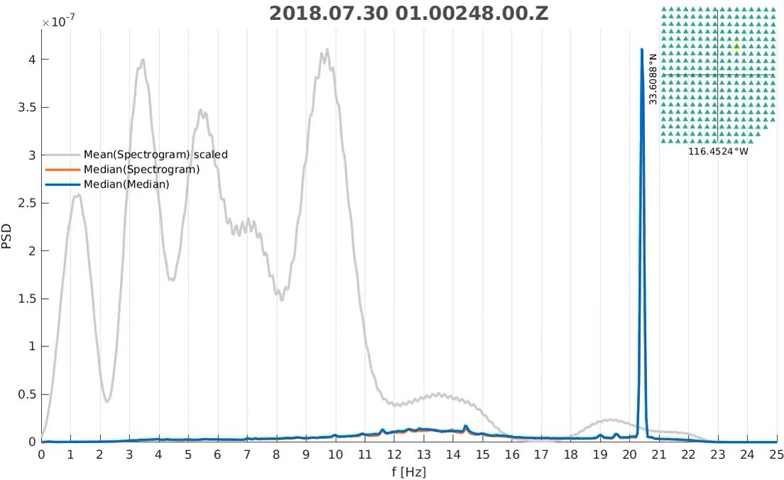 2018.07.30 01.00248.00.Z
×10⁻⁷
4
3.5
3
2.5
2
1.5
1
0.5
0
PSD
Mean(Spectrogram) scaled
Median(Spectrogram)
Median(Median)
33.6088°N
116.4524°W
0 1 2 3 4 5 6 7 8 9 10 11 12 13 14 15 16 17 18 19 20 21 22 23 24 25
f [Hz]